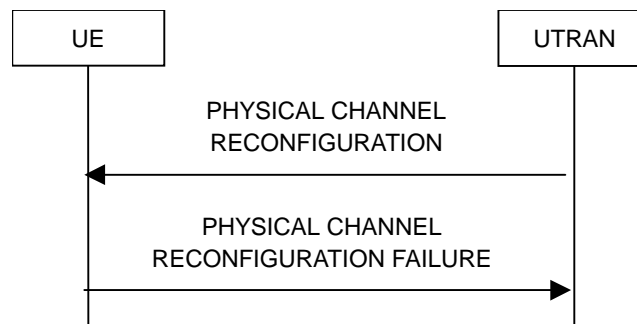 UE
UTRAN
PHYSICAL CHANNEL
RECONFIGURATION
PHYSICAL CHANNEL
RECONFIGURATION FAILURE